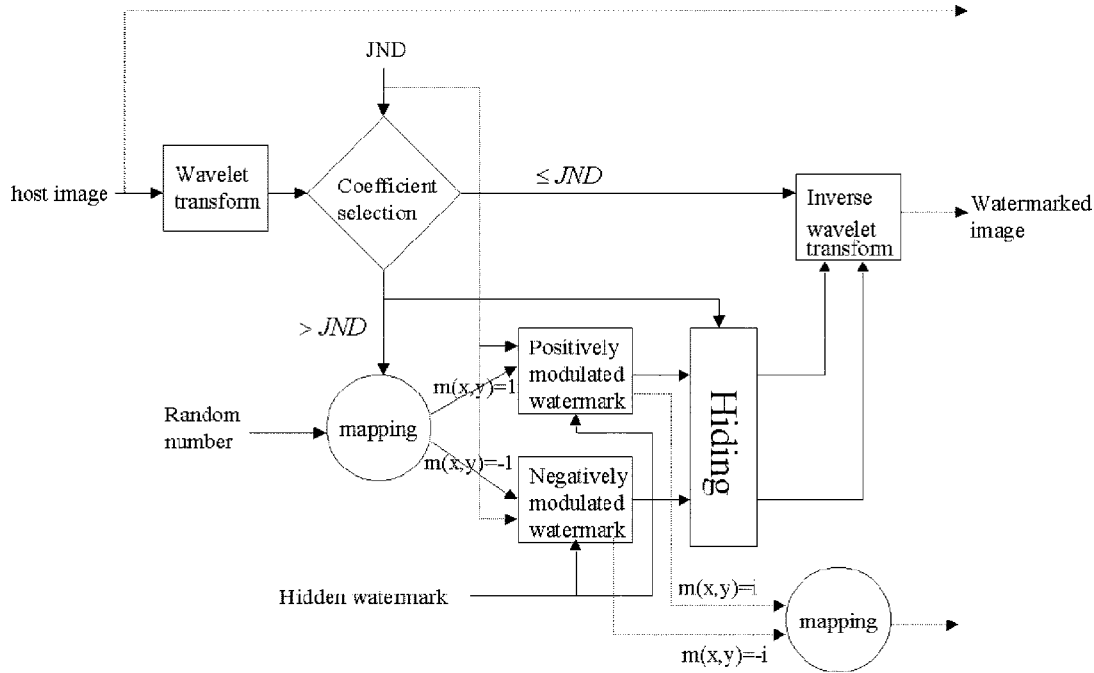 JND
host image
Wavelet
transform
Coefficient
selection
≤ JND
Inverse
wavelet
transform
Watermarked
image
> JND
Random
number
mapping
m(x,y)=1
m(x,y)=-1
Positively
modulated
watermark
Negatively
modulated
watermark
Hiding
Hidden watermark
m(x,y)=i
m(x,y)=-i
mapping